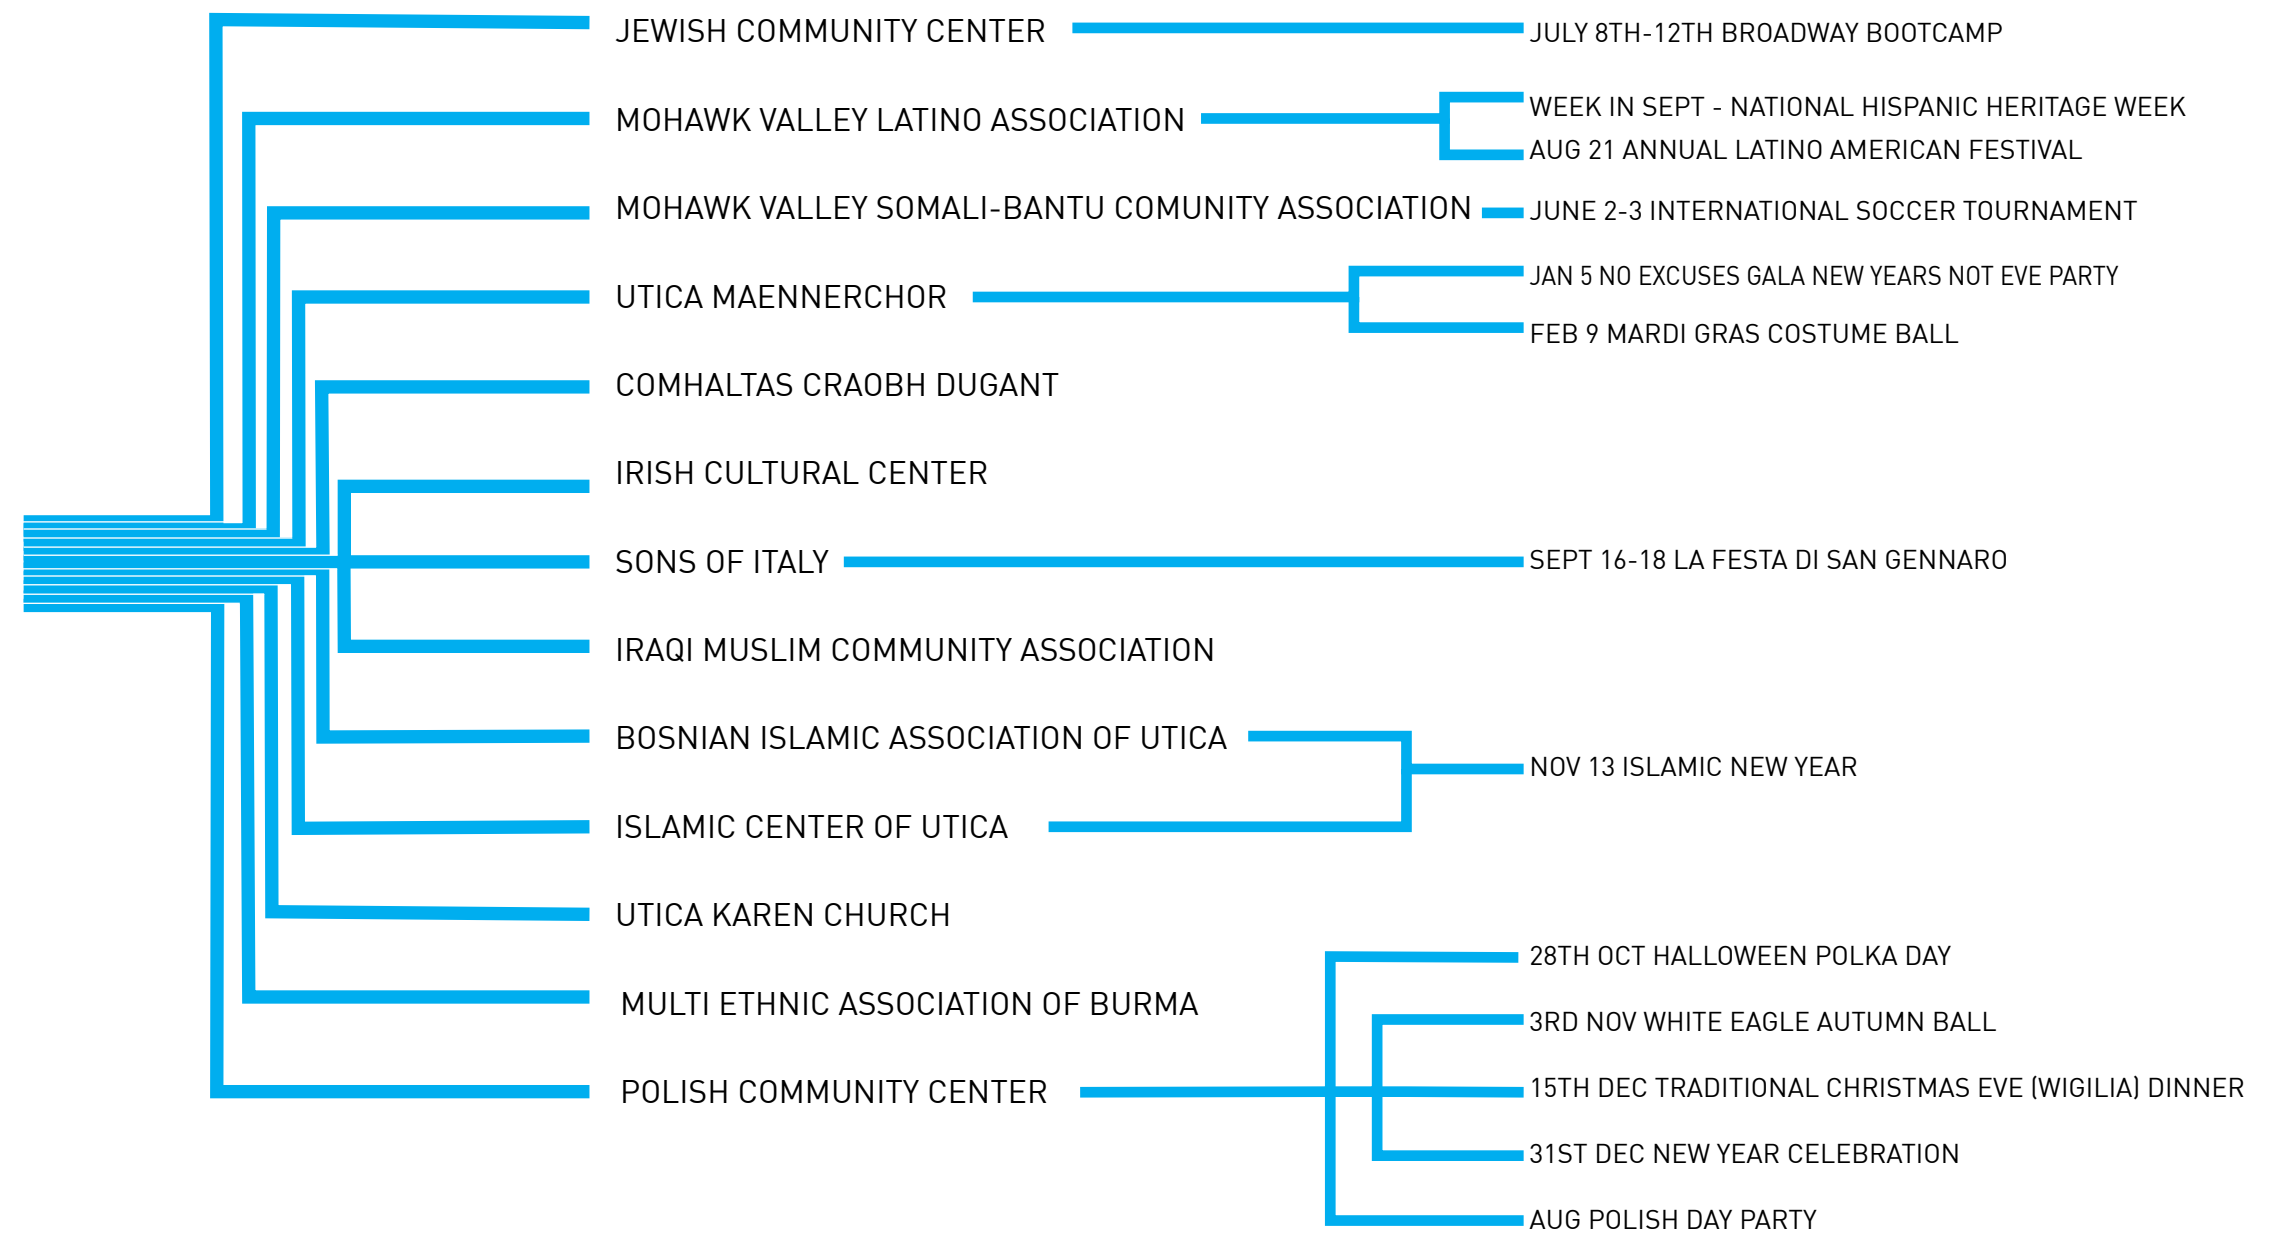 JEWISH COMMUNITY CENTER
JULY 8TH-12TH BROADWAY BOOTCAMP
MOHAWK VALLEY LATINO ASSOCIATION
WEEK IN SEPT - NATIONAL HISPANIC HERITAGE WEEK
AUG 21 ANNUAL LATINO AMERICAN FESTIVAL
MOHAWK VALLEY SOMALI-BANTU COMUNITY ASSOCIATION
JUNE 2-3 INTERNATIONAL SOCCER TOURNAMENT
UTICA MAENNERCHOR
JAN 5 NO EXCUSES GALA NEW YEARS NOT EVE PARTY
FEB 9 MARDI GRAS COSTUME BALL
COMHALTAS CRAOBH DUGANT
IRISH CULTURAL CENTER
SONS OF ITALY
SEPT 16-18 LA FESTA DI SAN GENNARO
IRAQI MUSLIM COMMUNITY ASSOCIATION
BOSNIAN ISLAMIC ASSOCIATION OF UTICA
NOV 13 ISLAMIC NEW YEAR
ISLAMIC CENTER OF UTICA
UTICA KAREN CHURCH
MULTI ETHNIC ASSOCIATION OF BURMA
POLISH COMMUNITY CENTER
28TH OCT HALLOWEEN POLKA DAY
3RD NOV WHITE EAGLE AUTUMN BALL
15TH DEC TRADITIONAL CHRISTMAS EVE (WIGILIA) DINNER
31ST DEC NEW YEAR CELEBRATION
AUG POLISH DAY PARTY